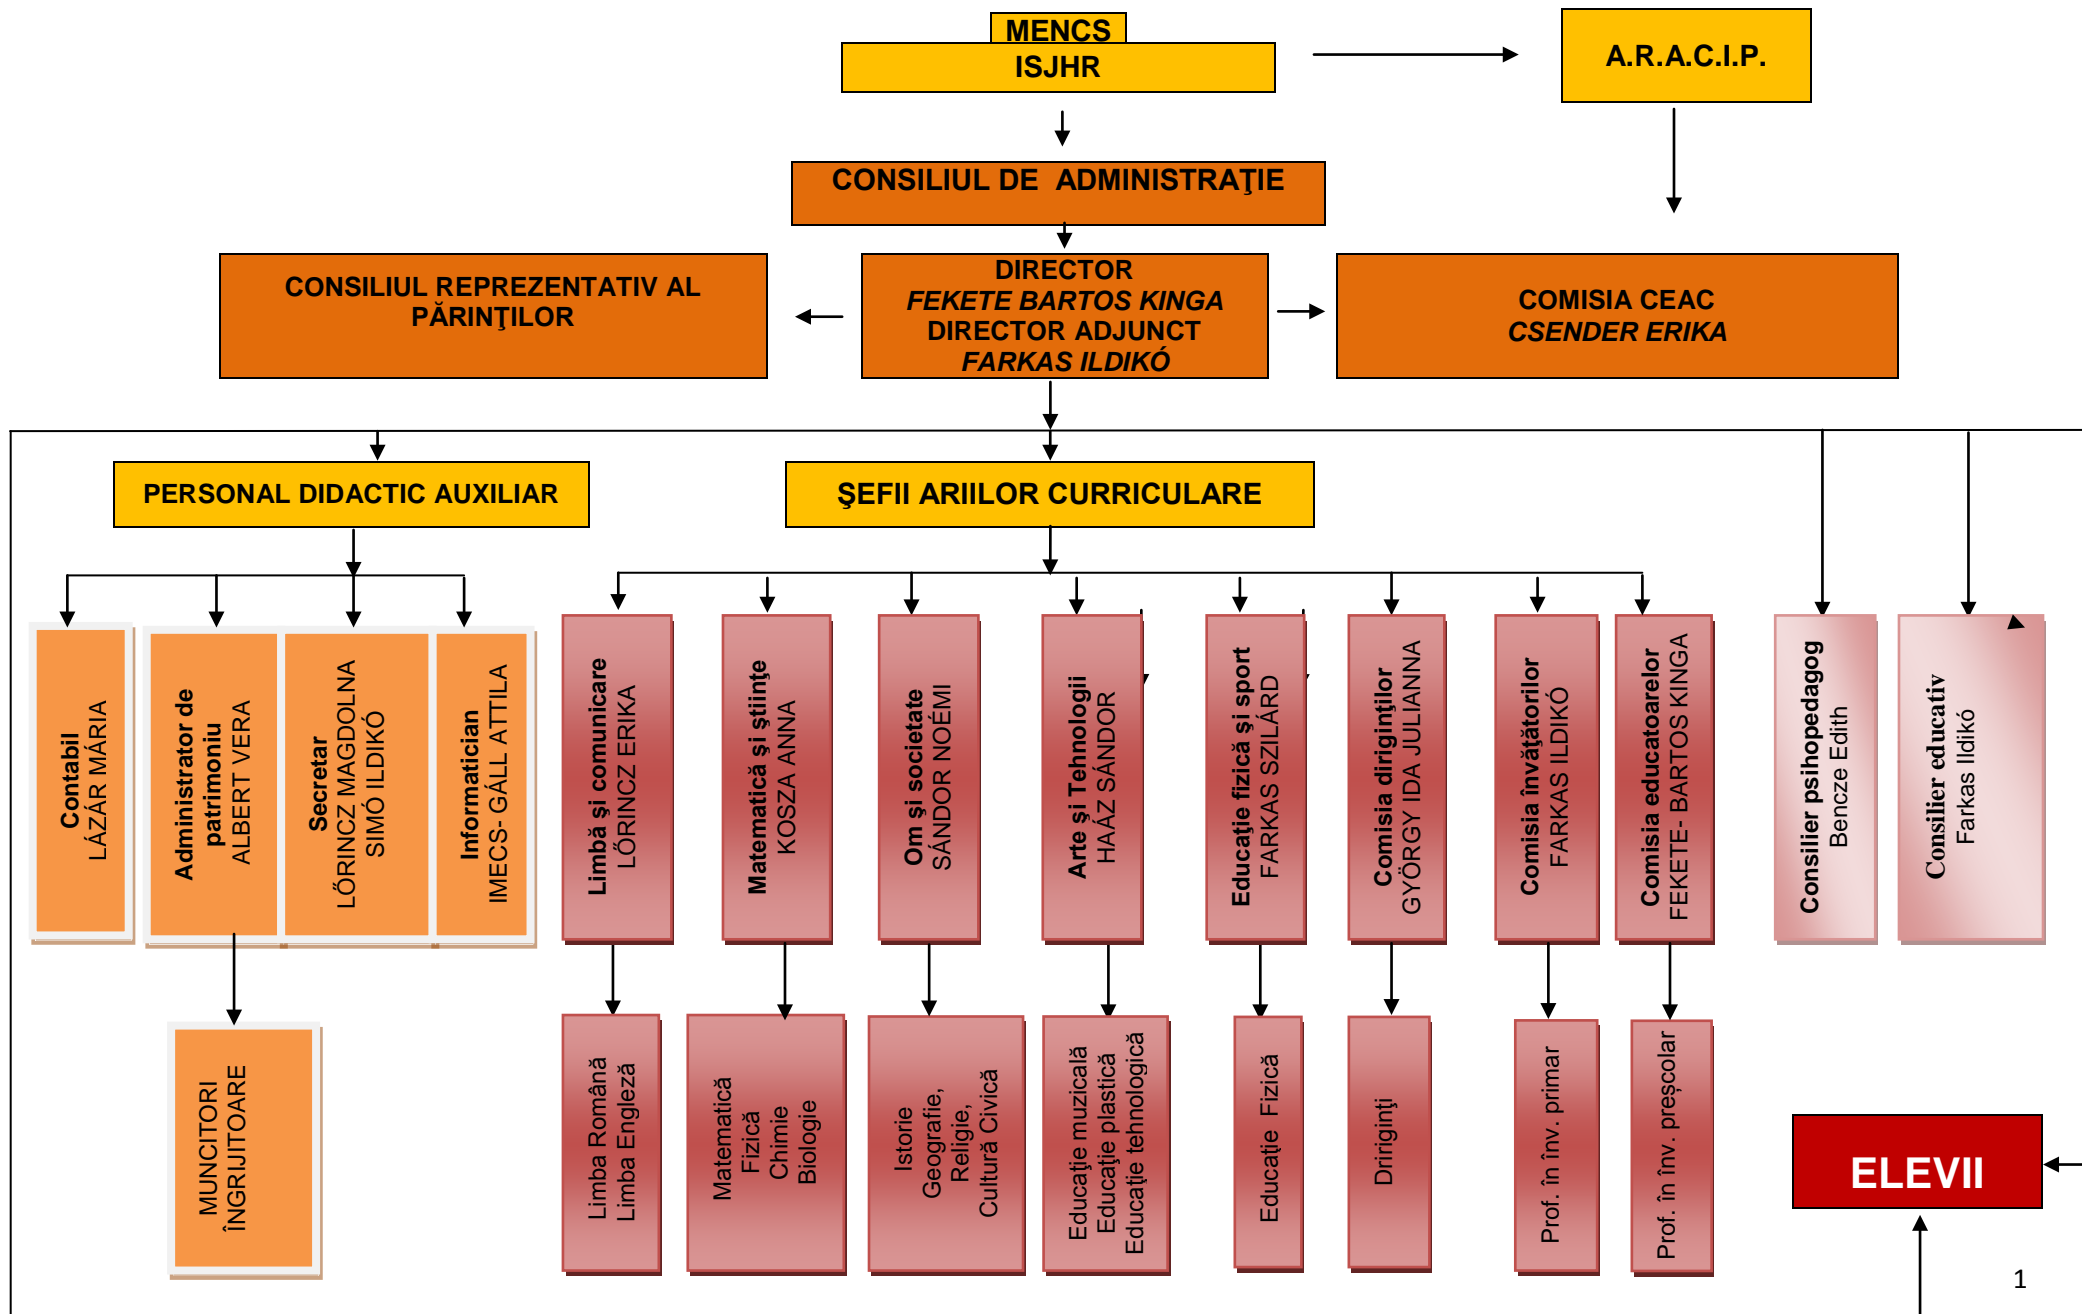 MENCS
ISJHR
A.R.A.C.I.P.
CONSILIUL DE  ADMINISTRAŢIE
CONSILIUL REPREZENTATIV AL
PĂRINŢILOR
DIRECTOR
FEKETE BARTOS KINGA
DIRECTOR ADJUNCT
FARKAS ILDIKÓ
COMISIA CEAC
CSENDER ERIKA
PERSONAL DIDACTIC AUXILIAR
ŞEFII ARIILOR CURRICULARE
Contabil
LÁZÁR MÁRIA
Administrator de
patrimoniu
ALBERT VERA
Secretar
LŐRINCZ MAGDOLNA
SIMÓ ILDIKÓ
Informatician
IMECS- GÁLL ATTILA
Limbă şi comunicare
LŐRINCZ ERIKA
Matematică şi ştiinţe
KOSZA ANNA
Om şi societate
SÁNDOR NOÉMI
Arte şi Tehnologii
HAÁZ SÁNDOR
Educaţie fizică şi sport
FARKAS SZILÁRD
Comisia diriginţilor
GYÖRGY IDA JULIANNA
Comisia învăţătorilor
FARKAS ILDIKÓ
Comisia educatoarelor
FEKETE- BARTOS KINGA
Consilier psihopedagog
Bencze Edith
Consilier educativ
Farkas Ildikó
MUNCITORI
ÎNGRIJITOARE
Limba Română
Limba Engleză
Matematică
Fizică
Chimie
Biologie
Istorie
Geografie,
Religie,
Cultură Civică
Educaţie muzicală
Educaţie plastică
Educaţie tehnologică
Educaţie  Fizică
Dririginţi
Prof. în înv. primar
Prof. în înv. preșcolar
ELEVII
1